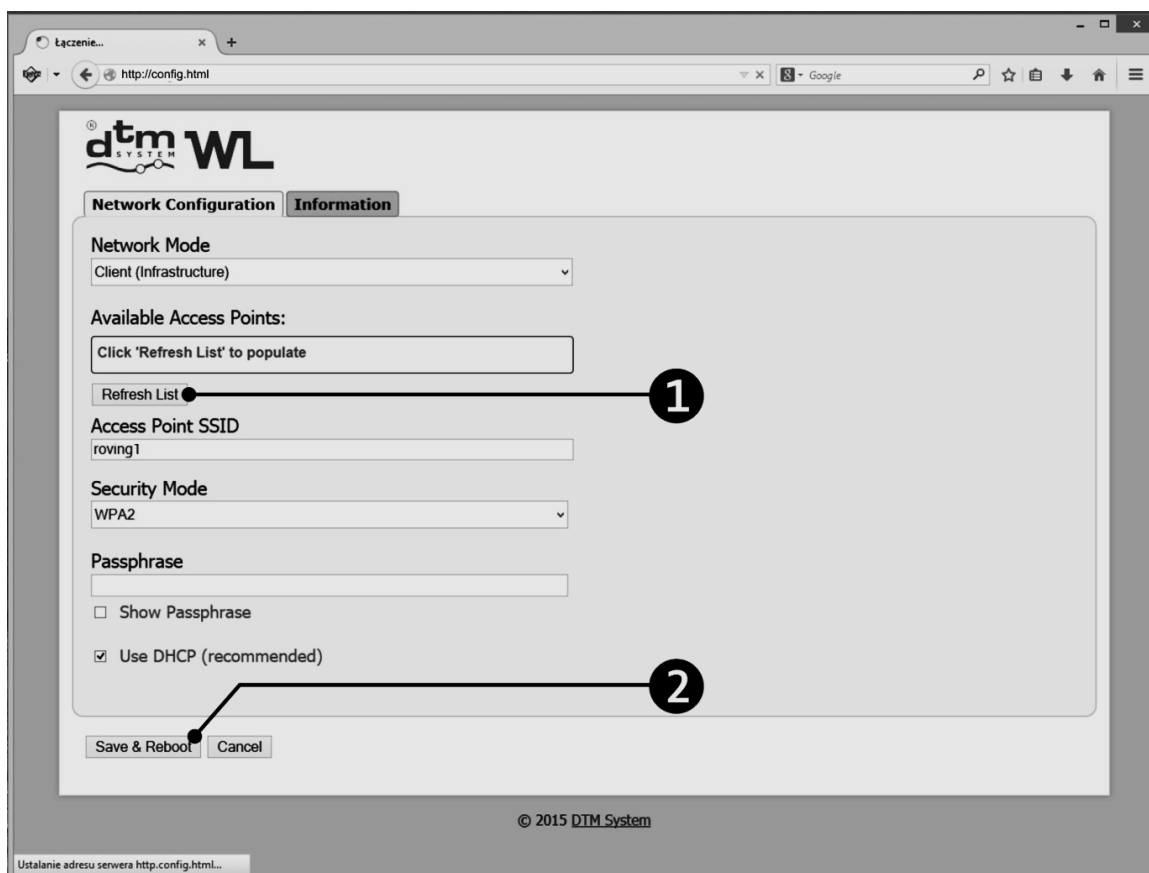 Łączenie...
http://config.html
Google
® dtm WL
SYSTEM
Network Configuration Information
Network Mode
Client (Infrastructure)
Available Access Points:
Click 'Refresh List' to populate
Refresh List
1
Access Point SSID
roving1
Security Mode
WPA2
Passphrase
Show Passphrase
Use DHCP (recommended)
2
Save & Reboot Cancel
© 2015 DTM System
Ustalanie adresu serwera http.config.html...